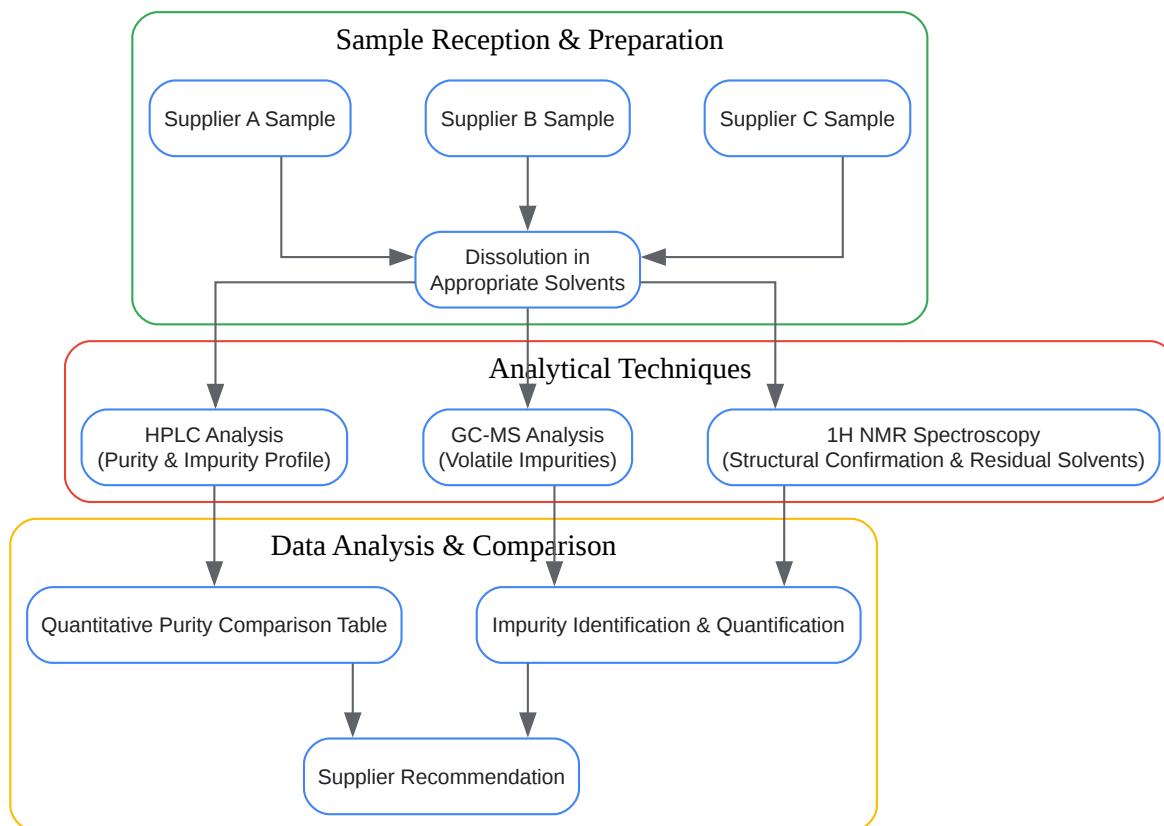 Sample Reception & Preparation
Supplier A Sample
Supplier B Sample
Supplier C Sample
Dissolution in
Appropriate Solvents
Analytical Techniques
HPLC Analysis
(Purity & Impurity Profile)
GC-MS Analysis
(Volatile Impurities)
1H NMR Spectroscopy
(Structural Confirmation & Residual Solvents)
Data Analysis & Comparison
Quantitative Purity Comparison Table
Impurity Identification & Quantification
Supplier Recommendation